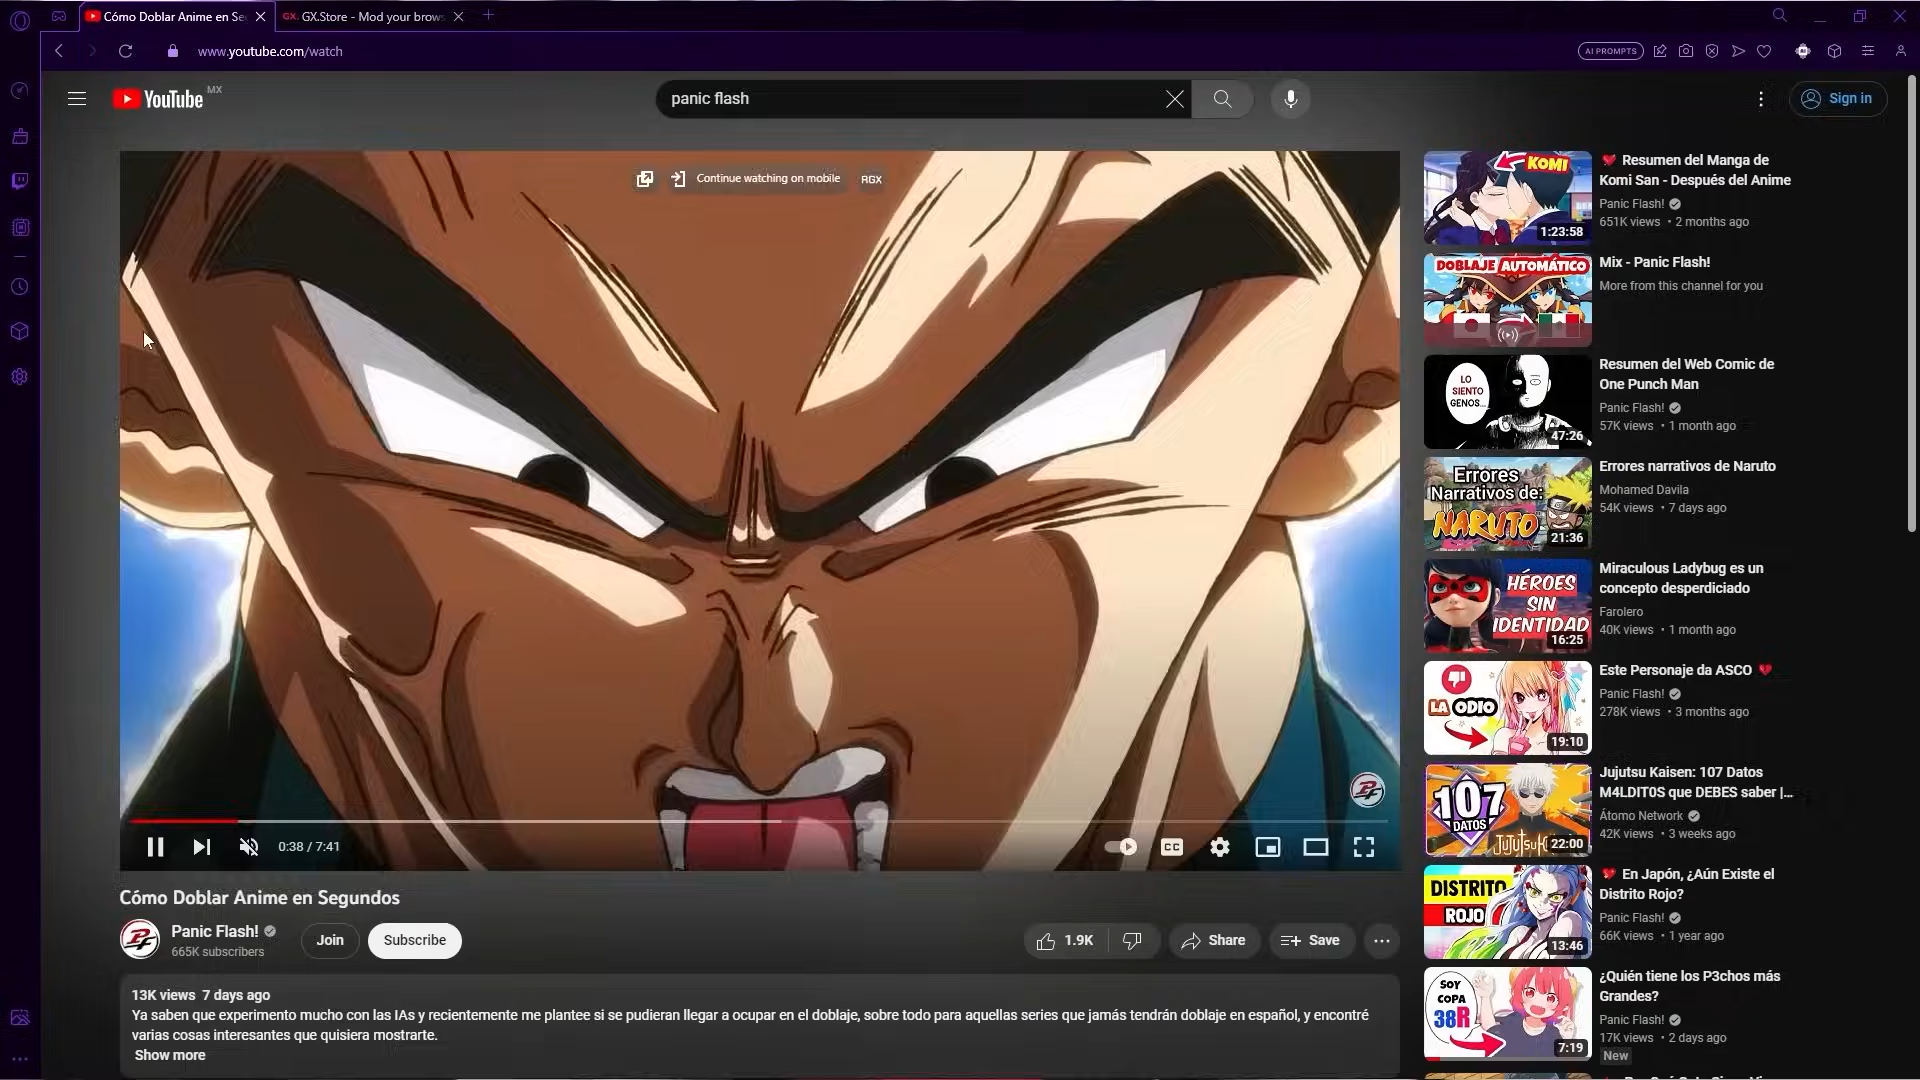 Cómo Doblar Anime en Se
GX.Store - Mod your brows
www.youtube.com/watch
AI PROMPTS
YouTube MX
panic flash
Sign in
Continue watching on mobile
RGX
0:38 / 7:41
CC
Cómo Doblar Anime en Segundos
Panic Flash!
665K subscribers
Join
Subscribe
1.9K
Share
Save
13K views 7 days ago
Ya saben que experimento mucho con las IAs y recientemente me plantee si se pudieran llegar a ocupar en el doblaje, sobre todo para aquellas series que jamás tendrán doblaje en español, y encontré
varias cosas interesantes que quisiera mostrarte.
Show more
KOMI
1:23:58
Resumen del Manga de
Komi San - Después del Anime
Panic Flash!
651K views • 2 months ago
DOBLAJE AUTOMÁTICO
Mix - Panic Flash!
More from this channel for you
LO
SIENTO
GENOS...
47:26
Resumen del Web Comic de
One Punch Man
Panic Flash!
57K views • 1 month ago
Errores
Narrativos de:
NARUTO
21:36
Errores narrativos de Naruto
Mohamed Davila
54K views • 7 days ago
HÉROES
SIN
IDENTIDAD
16:25
Miraculous Ladybug es un
concepto desperdiciado
Farolero
40K views • 1 month ago
LA ODIO
19:10
Este Personaje da ASCO
Panic Flash!
278K views • 3 months ago
107
DATOS
22:00
Jujutsu Kaisen: 107 Datos
M4LDIT0S que DEBES saber |...
Átomo Network
42K views • 3 weeks ago
DISTRITO
ROJO
13:46
En Japón, ¿Aún Existe el
Distrito Rojo?
Panic Flash!
66K views • 1 year ago
SOY
COPA
38R
7:19
¿Quién tiene los P3chos más
Grandes?
Panic Flash!
17K views • 2 days ago
New